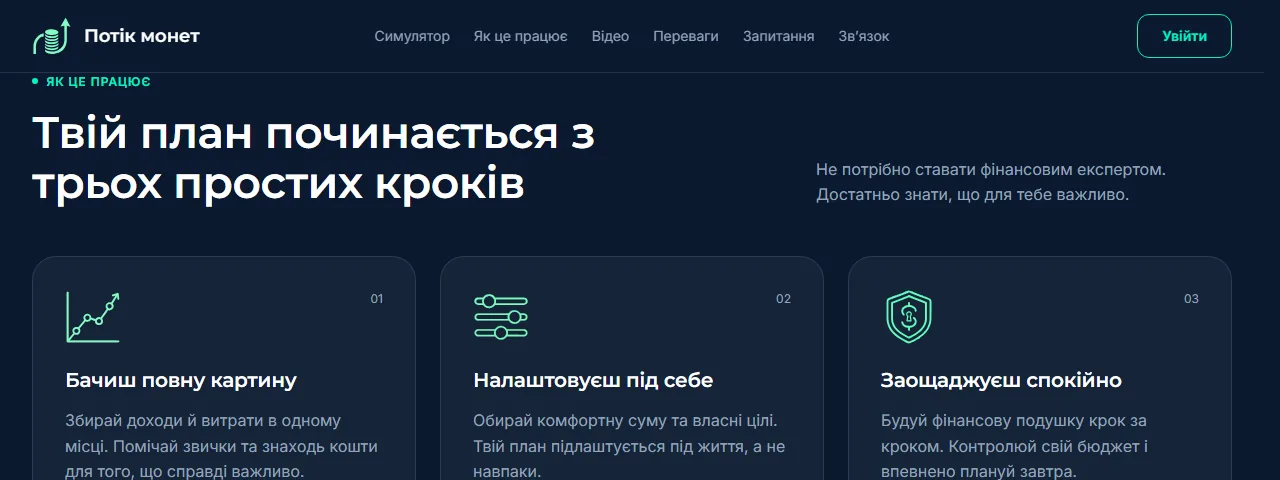 Потік монет
Симулятор
Як це працює
Відео
Переваги
Запитання
Зв’язок
Увійти
ЯК ЦЕ ПРАЦЮЄ
Твій план починається з
трьох простих кроків
Не потрібно ставати фінансовим експертом.
Достатньо знати, що для тебе важливо.
01
Бачиш повну картину
Збирай доходи й витрати в одному
місці. Помічай звички та знаходь кошти
для того, що справді важливо.
02
Налаштовуєш під себе
Обирай комфортну суму та власні цілі.
Твій план підлаштується під життя, а не
навпаки.
03
Заощаджуєш спокійно
Будуй фінансову подушку крок за
кроком. Контролюй свій бюджет і
впевнено плануй завтра.